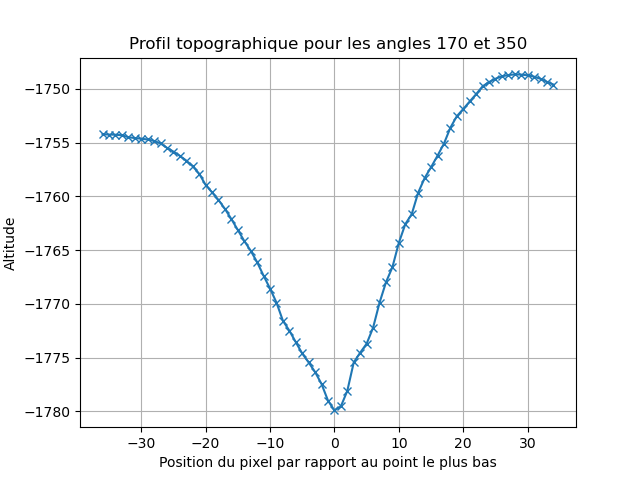 Profil topographique pour les angles 170 et 350
Altitude
−1750
−1755
−1760
−1765
−1770
−1775
−1780
−30 −20 −10 0 10 20 30
Position du pixel par rapport au point le plus bas